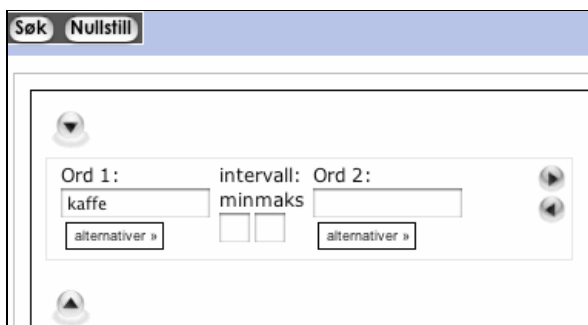 Søk Nullstill
Ord 1: intervall: Ord 2:
kaffe minmaks
alternativer » alternativer »